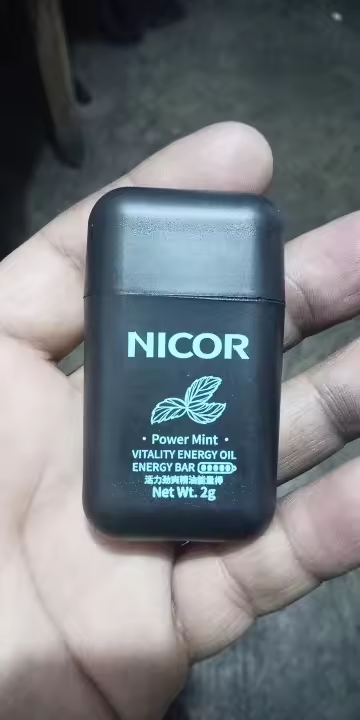 NICOR
• Power Mint •
VITALITY ENERGY OIL
ENERGY BAR
活力劲爽精油能量棒
Net Wt. 2g